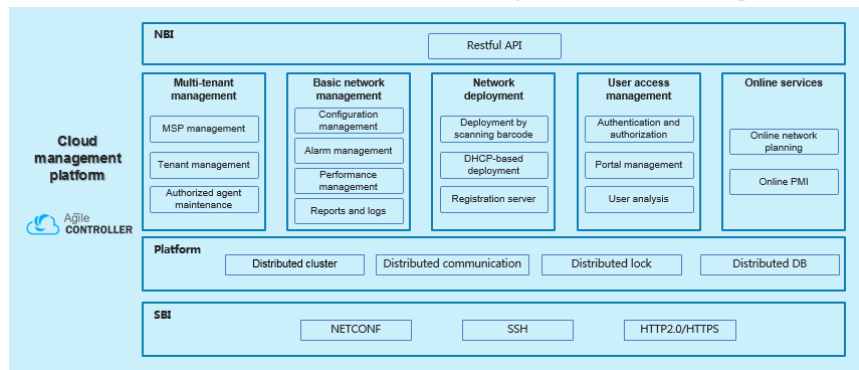 NBI
Restful API
Multi-tenant
management
MSP management
Tenant management
Authorized agent
maintenance
Basic network
management
Configuration
management
Alarm management
Performance
management
Reports and logs
Network
deployment
Deployment by
scanning barcode
DHCP-based
deployment
Registration server
User access
management
Authentication and
authorization
Portal management
User analysis
Online services
Online network
planning
Online PMI
Cloud
management
platform
Agile
CONTROLLER
Platform
Distributed cluster
Distributed communication
Distributed lock
Distributed DB
SBI
NETCONF
SSH
HTTP2.0/HTTPS